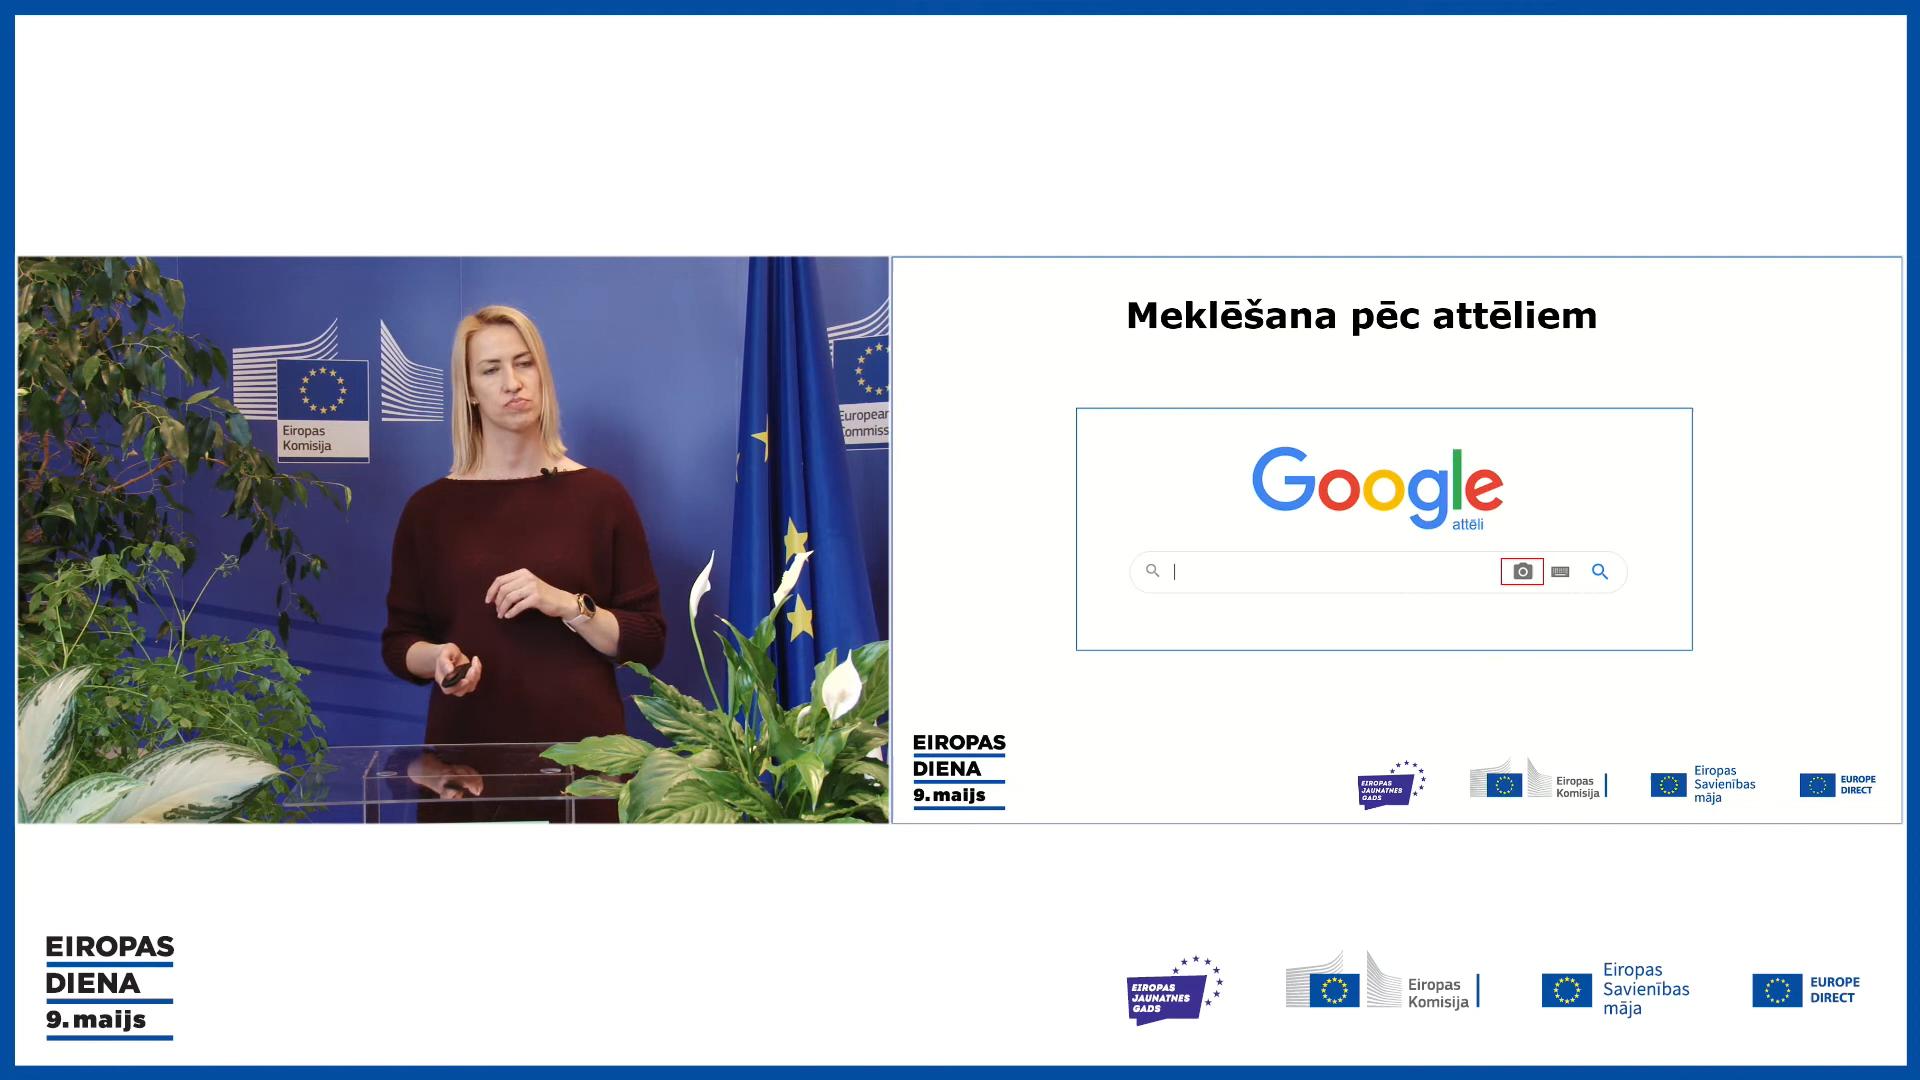 Eiropas
Komisija
European
Commiss
Meklēšana pēc attēliem
Google
attēli
EIROPAS
DIENA
9. maijs
EIROPAS
JAUNATNES
GADS
Eiropas
Komisija
Eiropas
Savienības
māja
EUROPE
DIRECT
EIROPAS
DIENA
9. maijs
EIROPAS
JAUNATNES
GADS
Eiropas
Komisija
Eiropas
Savienības
māja
EUROPE
DIRECT